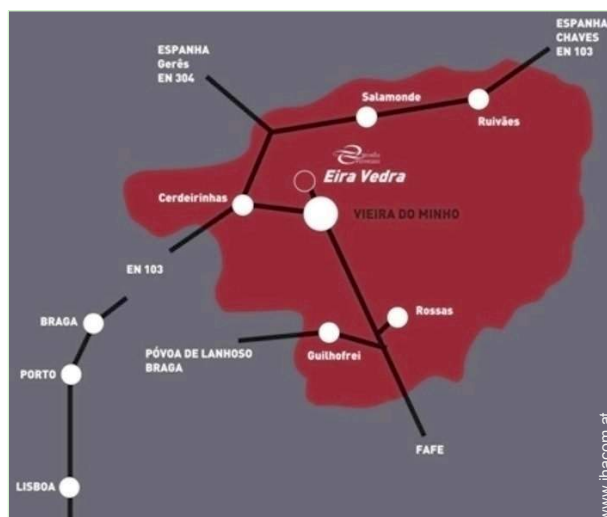 ESPANHA
CHAVES
EN 103
ESPANHA
Gerês
EN 304
Salamonde
Ruivães
Eira Vedra
Cerdeirinhas
VIEIRA DO MINHO
EN 103
BRAGA
Rossas
PÓVOA DE LANHOSO
BRAGA
Guilhofrei
PORTO
FAFE
LISBOA
www.ibacom.at